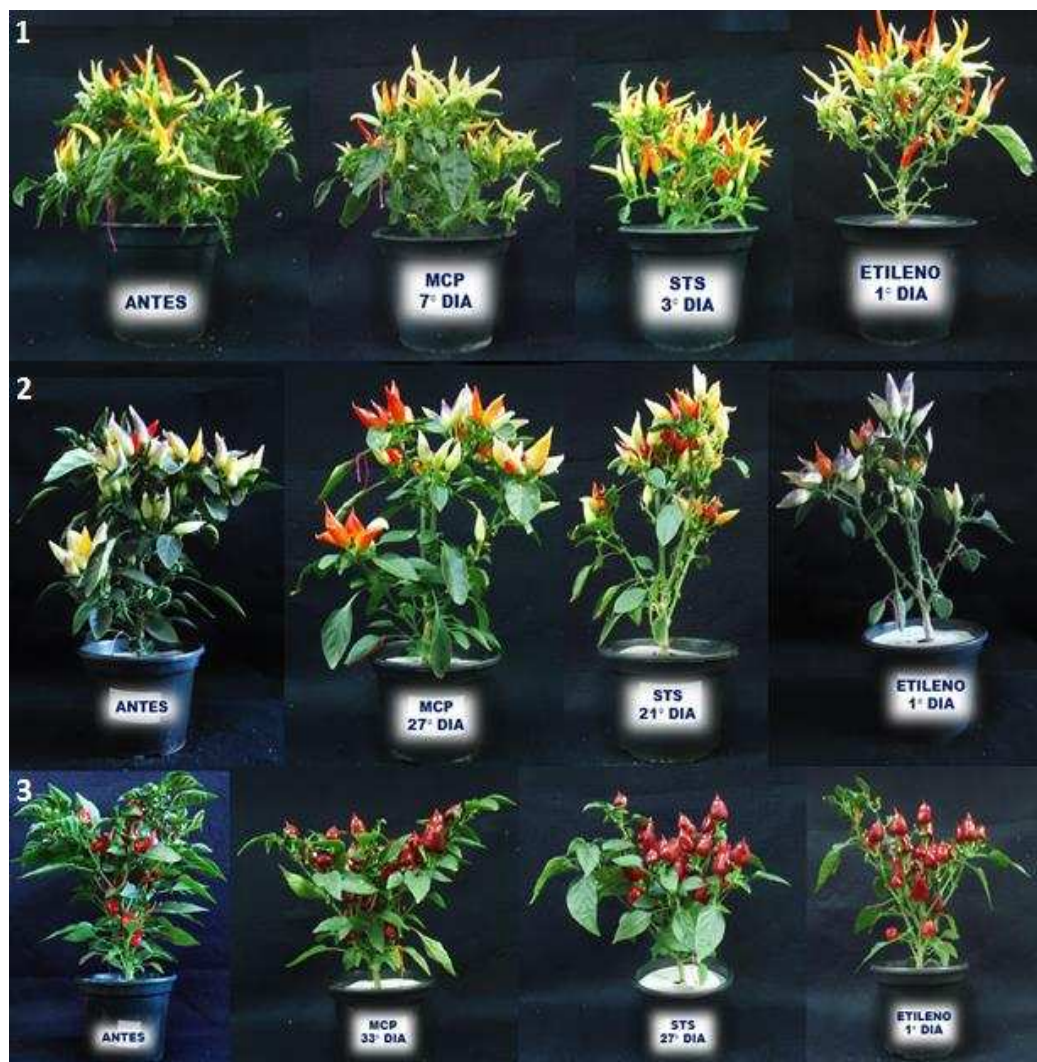 1
ANTES
MCP
7° DIA
STS
3° DIA
ETILENO
1° DIA
2
ANTES
MCP
27° DIA
STS
21° DIA
ETILENO
1° DIA
3
ANTES
MCP
33° DIA
STS
27° DIA
ETILENO
1° DIA